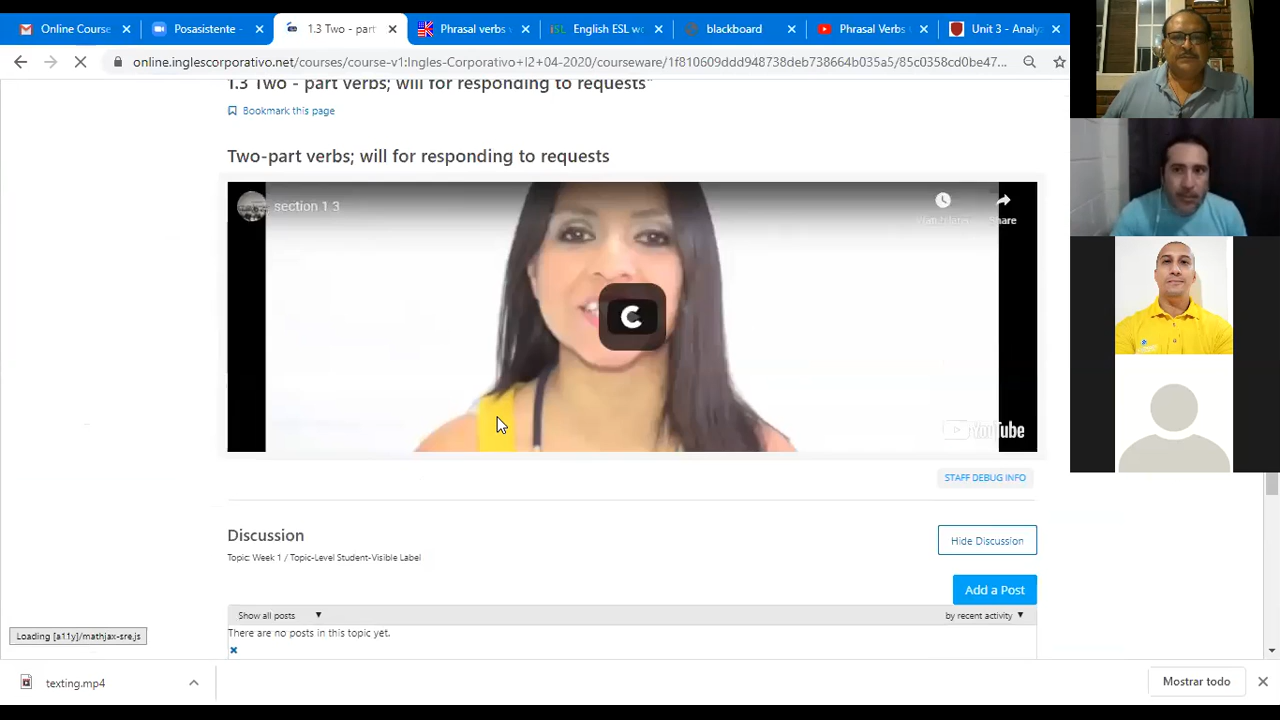 Online Course
Posasistente -
1.3 Two - part
Phrasal verbs
English ESL wo
blackboard
Phrasal Verbs
Unit 3 - Analyz
online.inglescorporativo.net/courses/course-v1:Ingles-Corporativo+I2+04-2020/courseware/1f810609ddd948738deb738664b035a5/85c0358cd0be47...
1.3 Two - part verbs; will for responding to requests"
Bookmark this page
Two-part verbs; will for responding to requests
section 1 3
Watch later
Share
YouTube
STAFF DEBUG INFO
Discussion
Topic: Week 1 / Topic-Level Student-Visible Label
Hide Discussion
Add a Post
Show all posts
by recent activity
There are no posts in this topic yet.
Loading [a11y]/mathjax-sre.js
texting.mp4
Mostrar todo